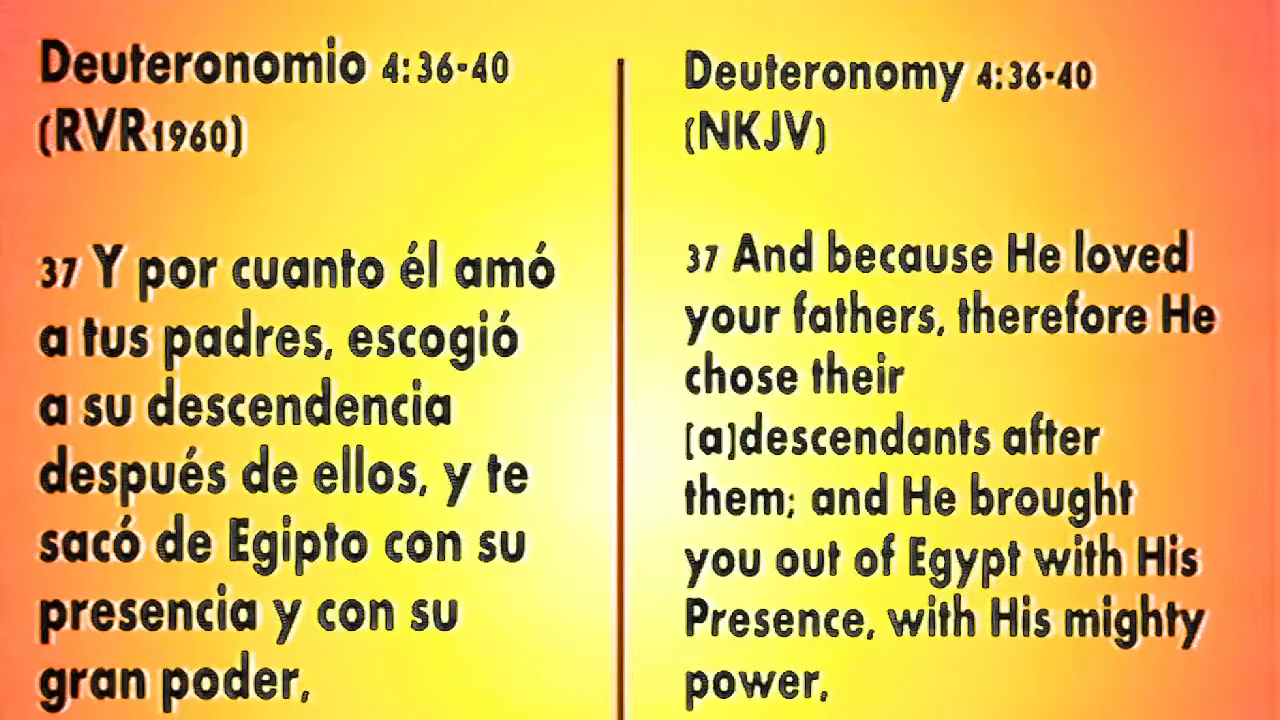 Deuteronomio 4:36-40
(RVR1960)
37 Y por cuanto él amó
a tus padres, escogió
a su descendencia
después de ellos, y te
sacó de Egipto con su
presencia y con su
gran poder,
Deuteronomy 4:36-40
(NKJV)
37 And because He loved
your fathers, therefore He
chose their
[a]descendants after
them; and He brought
you out of Egypt with His
Presence, with His mighty
power,